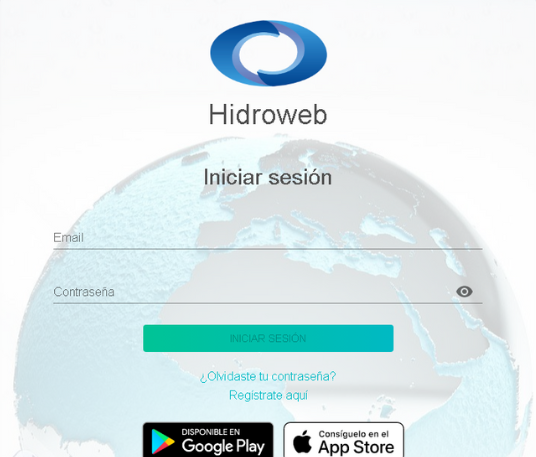 Hidroweb
Iniciar sesión
Email
Contraseña
INICIAR SESIÓN
¿Olvidaste tu contraseña?
Regístrate aquí
DISPONIBLE EN
Google Play
Consíguelo en el
App Store